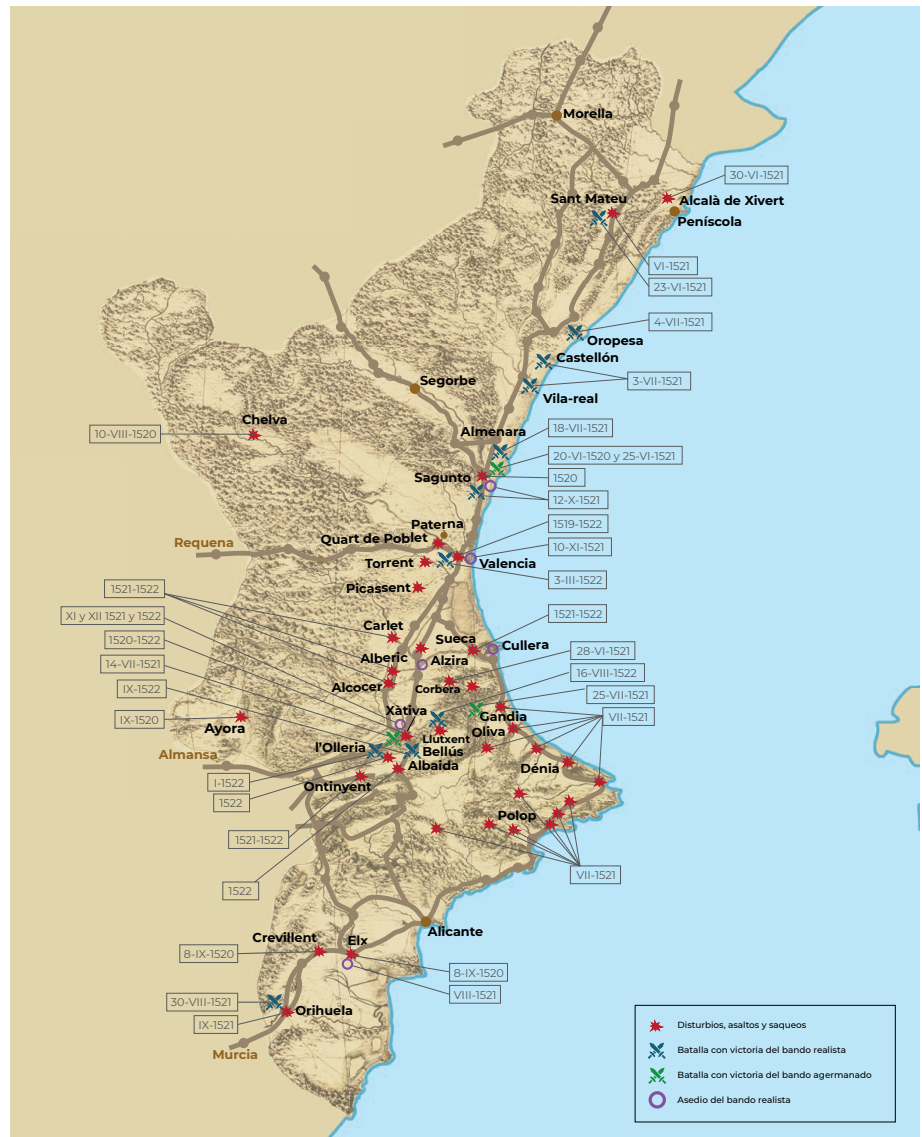 Morella
30-VI-1521
Sant Mateu
Alcalà de Xivert
Peníscola
VI-1521
23-VI-1521
4-VII-1521
Oropesa
Castellón
3-VII-1521
Vila-real
Segorbe
Chelva
10-VIII-1520
Almenara
18-VII-1521
20-VI-1520 y 25-VI-1521
Sagunto
1520
12-X-1521
Paterna
1519-1522
Quart de Poblet
Requena
10-XI-1521
Torrent
Valencia
3-III-1522
Picassent
1521-1522
XI y XII 1521 y 1522
Carlet
Sueca
1521-1522
Cullera
1520-1522
Alberic
Alzira
28-VI-1521
14-VII-1521
Alcocer
Corbera
16-VIII-1522
IX-1522
25-VII-1521
Xàtiva
Gandia
VII-1521
IX-1520
Ayora
Oliva
Llutxent
l'Olleria
Bellús
Almansa
Albaida
Dénia
I-1522
Ontinyent
1522
Polop
1521-1522
VII-1521
1522
Alicante
Crevillent
Elx
8-IX-1520
8-IX-1520
VIII-1521
30-VIII-1521
Orihuela
IX-1521
Murcia
Disturbios, asaltos y saqueos
Batalla con victoria del bando realista
Batalla con victoria del bando agermanado
Asedio del bando realista